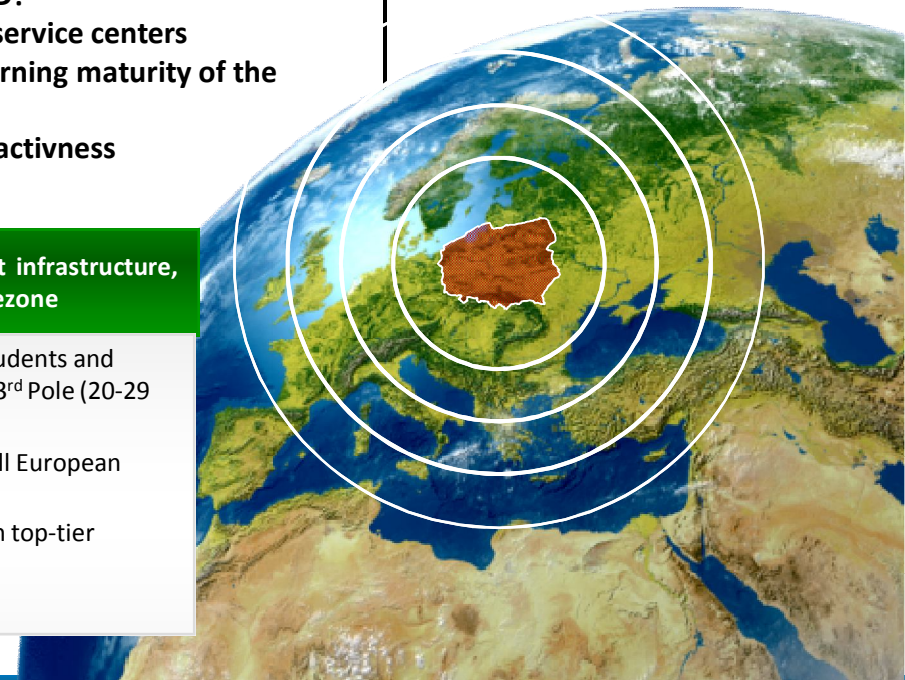 service centers
rning maturity of the
activness
t infrastructure,
ezone
udents and
3rd Pole (20-29
ll European
n top-tier